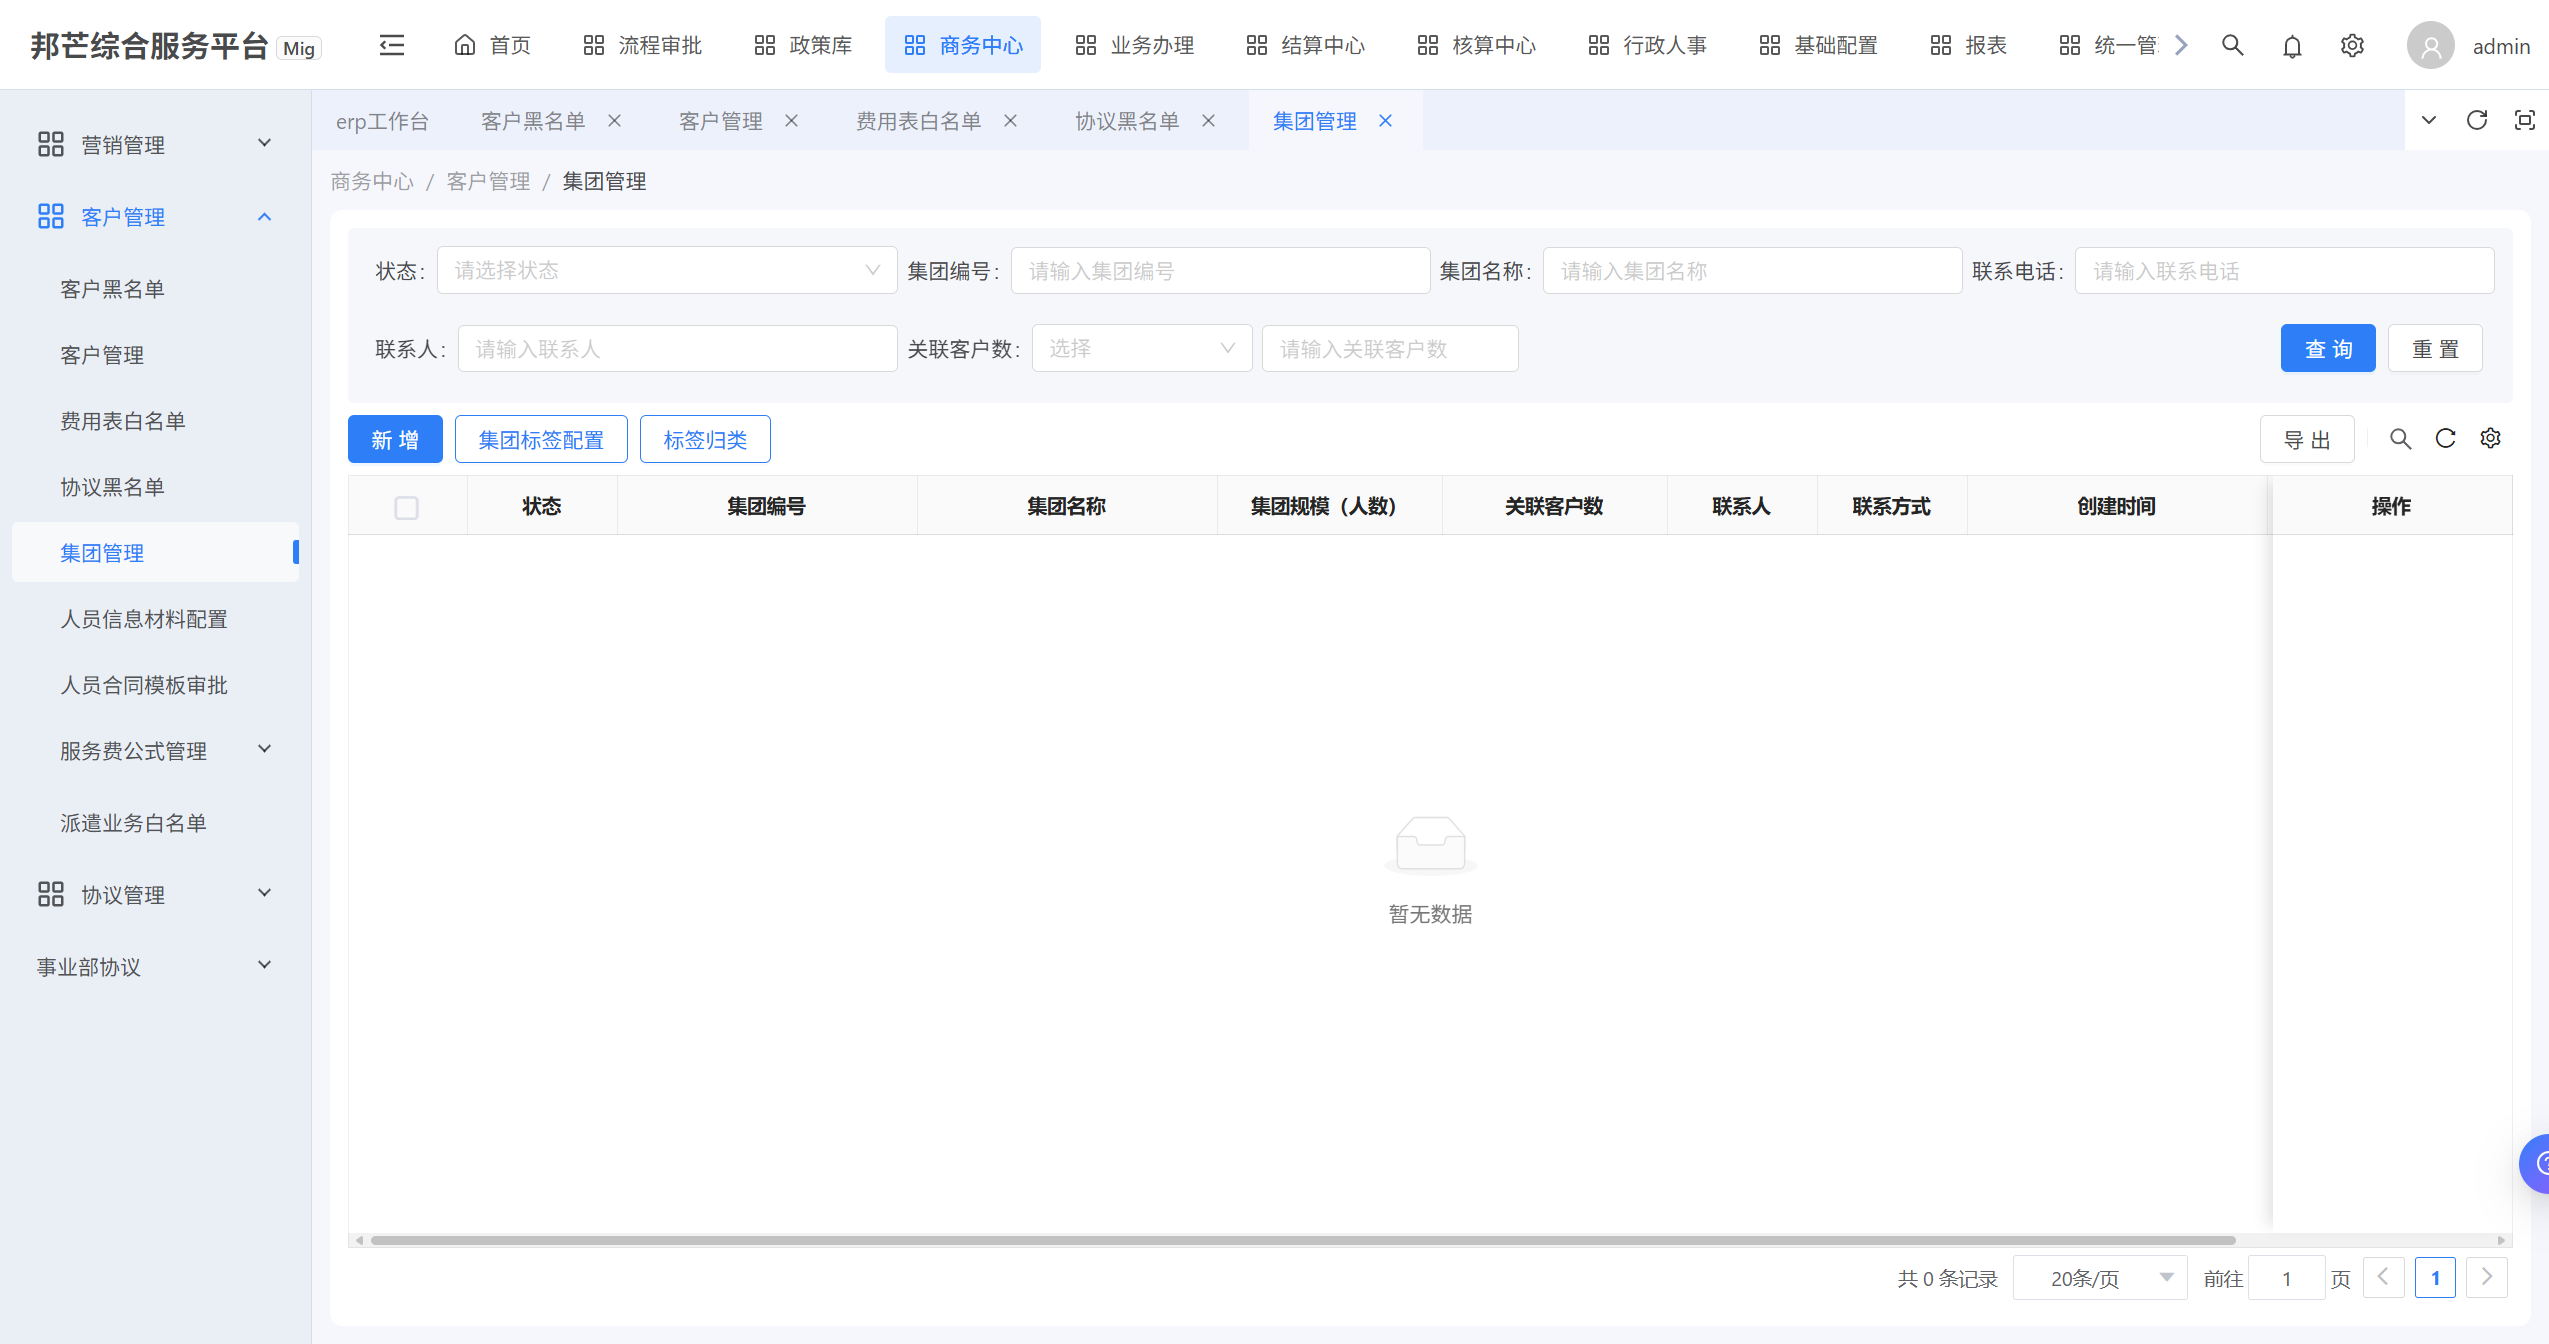 邦芒综合服务平台 Mig
首页 流程审批 政策库 商务中心 业务办理 结算中心 核算中心 行政人事 基础配置 报表 统一管 admin
营销管理
客户管理
客户黑名单
客户管理
费用表白名单
协议黑名单
集团管理
人员信息材料配置
人员合同模板审批
服务费公式管理
派遣业务白名单
协议管理
事业部协议
erp工作台 客户黑名单 客户管理 费用表白名单 协议黑名单 集团管理
商务中心 / 客户管理 / 集团管理
状态: 请选择状态 集团编号: 请输入集团编号 集团名称: 请输入集团名称 联系电话: 请输入联系电话
联系人: 请输入联系人 关联客户数: 选择 请输入关联客户数 查 询 重 置
新 增 集团标签配置 标签归类 导 出
状态 集团编号 集团名称 集团规模（人数） 关联客户数 联系人 联系方式 创建时间 操作
暂无数据
共 0 条记录 20条/页 前往 1 页 1